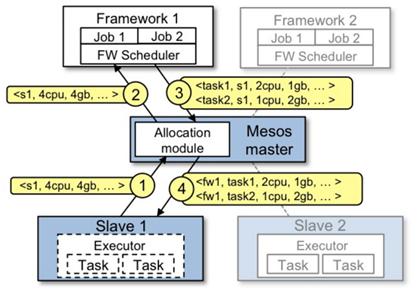 Framework 1
Job 1 Job 2
FW Scheduler
Framework 2
Job 1 Job 2
FW Scheduler
<s1, 4cpu, 4gb, … >
2
3
<task1, s1, 2cpu, 1gb, … >
<task2, s1, 1cpu, 2gb, … >
Allocation
module
Mesos
master
<s1, 4cpu, 4gb, … >
1
4
<fw1, task1, 2cpu, 1gb, … >
<fw1, task2, 1cpu, 2gb, … >
Slave 1
Executor
Task Task
Slave 2
Executor
Task Task